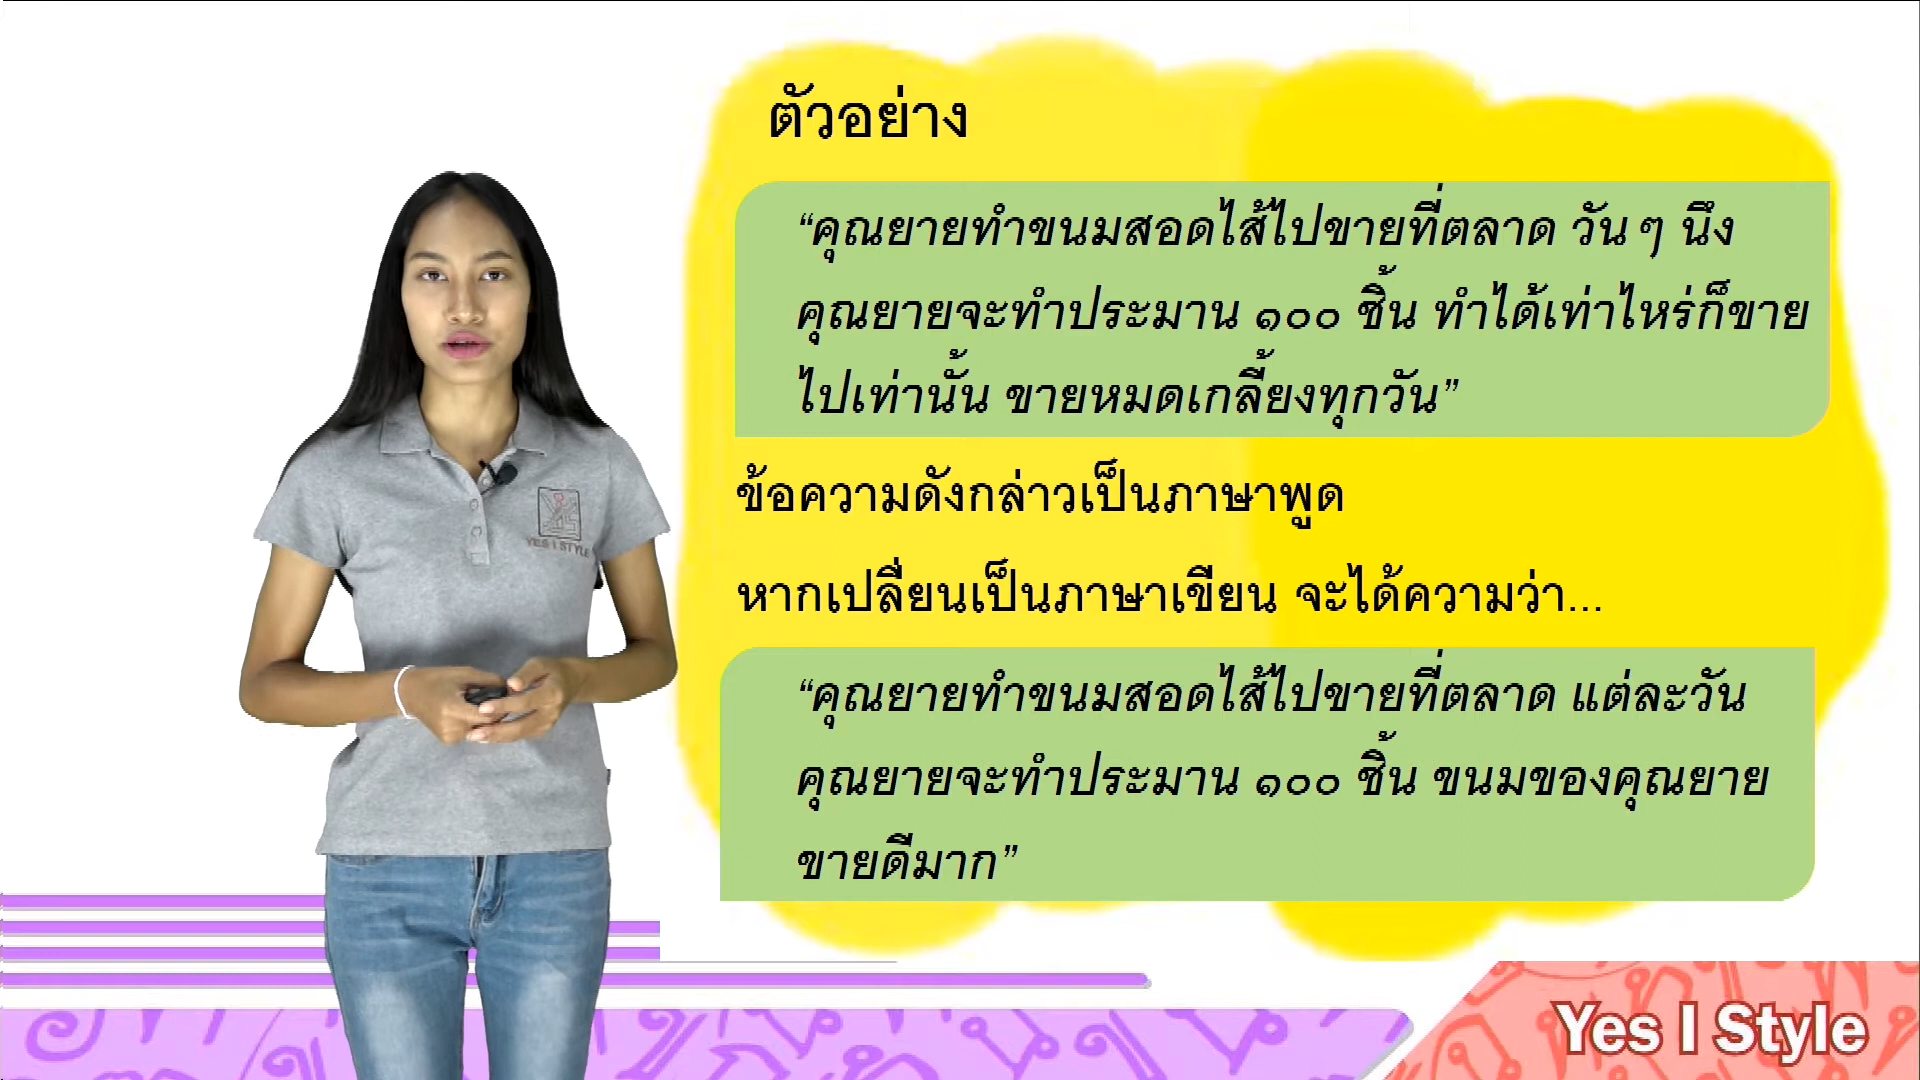 ตัวอย่าง
“คุณยายทำขนมสอดไส้ไปขายที่ตลาด วัน ๆ นึง
คุณยายจะทำประมาน ๑๐๐ ชิ้น ทำได้เท่าไหร่ก็ขาย
ไปเท่านั้น ขายหมดเกลี้ยงทุกวัน”
ข้อความดังกล่าวเป็นภาษาพูด
หากเปลี่ยนเป็นภาษาเขียน จะได้ความว่า...
“คุณยายทำขนมสอดไส้ไปขายที่ตลาด แต่ละวัน
คุณยายจะทำประมาน ๑๐๐ ชิ้น ขนมของคุณยาย
ขายดีมาก”
YES I STYLE
Yes I Style